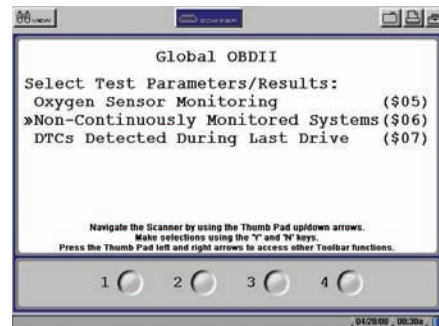 VIEW
SCANNER
Global OBDII
Select Test Parameters/Results:
Oxygen Sensor Monitoring ($05)
»Non-Continuously Monitored Systems($06)
DTCs Detected During Last Drive ($07)
Navigate the Scanner by using the Thumb Pad up/down arrows.
Make selections using the 'Y' and 'N' keys.
Press the Thumb Pad left and right arrows to access other Toolbar functions.
1 2 3 4
04/28/00 , 08:30a ,